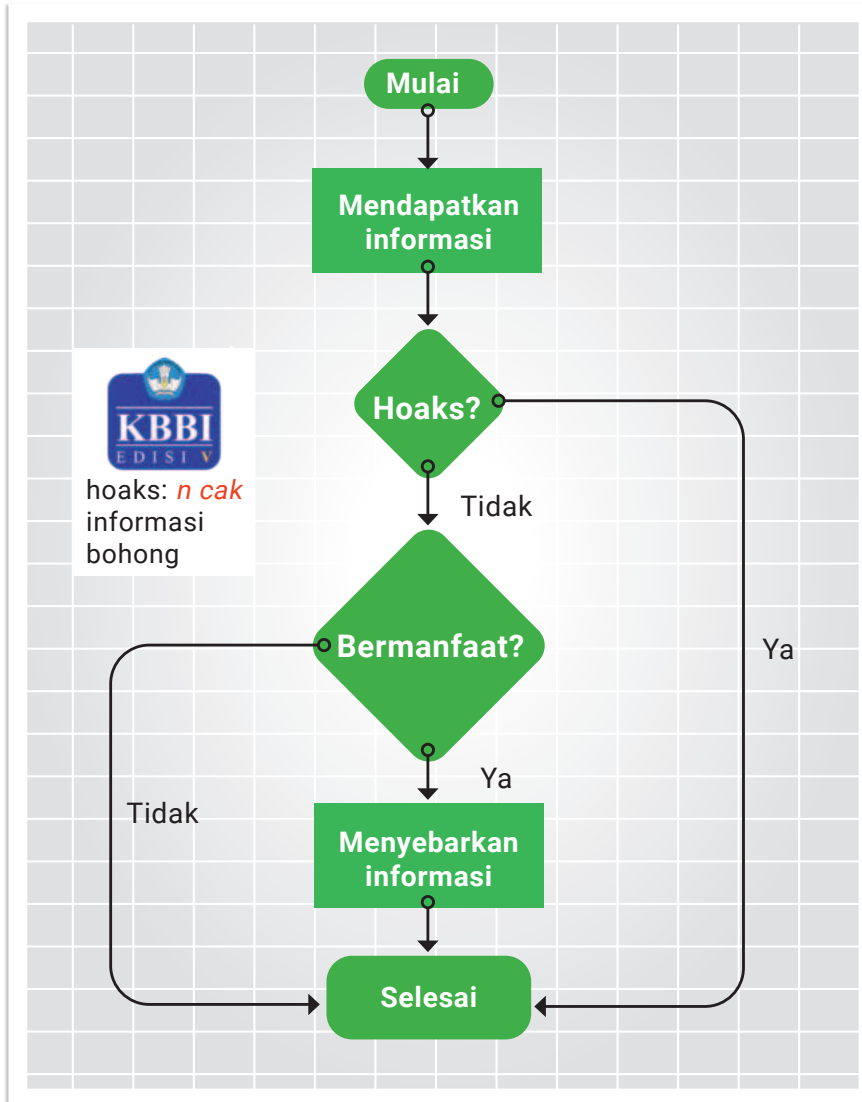 Mulai
Mendapatkan
informasi
Hoaks?
KBBI
EDISI V
hoaks: n cak
informasi
bohong
Tidak
Bermanfaat?
Ya
Ya
Tidak
Menyebarkan
informasi
Selesai